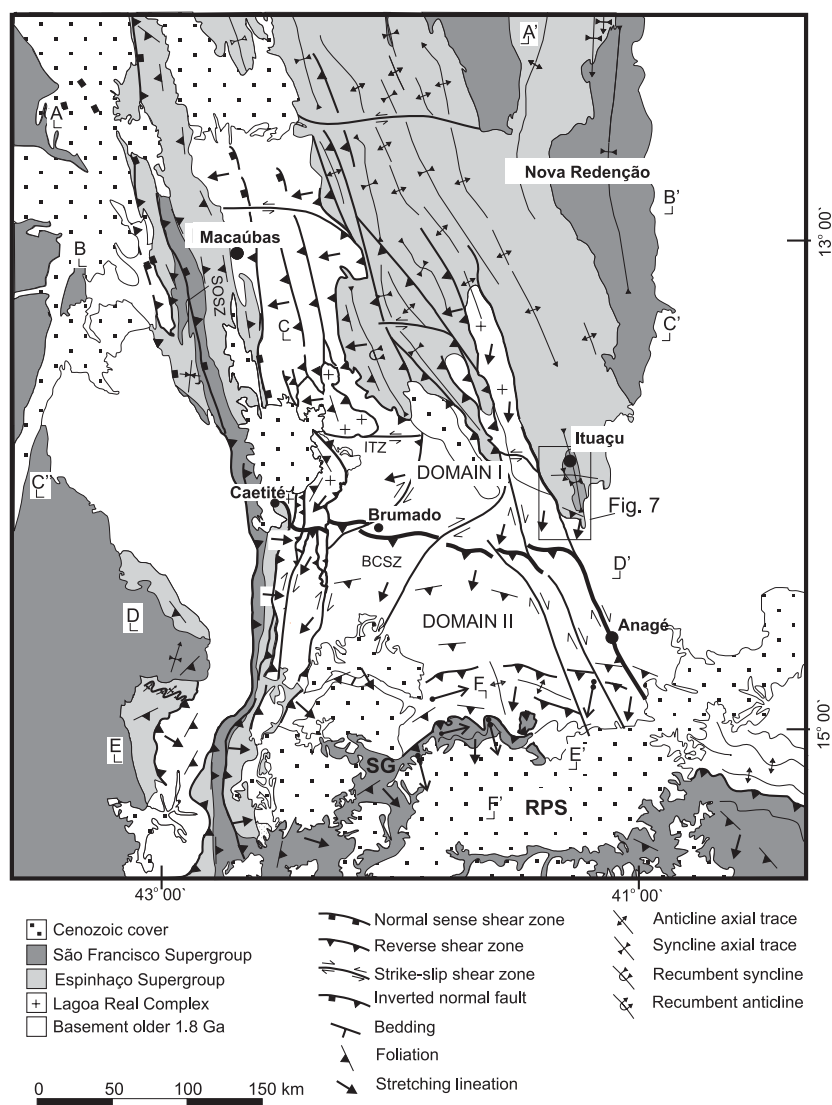 A'
A
Nova Redenção
B'
13° 00`
Macaúbas
B
SOSZ
C
C'
Ituaçu
ITZ
DOMAIN I
C''
Caetité
Brumado
Fig. 7
BCSZ
D'
D
DOMAIN II
Anagé
F
E
15° 00`
E'
SG
F'
RPS
43° 00'
41° 00'
Cenozoic cover
São Francisco Supergroup
Espinhaço Supergroup
Lagoa Real Complex
Basement older 1.8 Ga
Normal sense shear zone
Reverse shear zone
Strike-slip shear zone
Inverted normal fault
Bedding
Foliation
Stretching lineation
Anticline axial trace
Syncline axial trace
Recumbent syncline
Recumbent anticline
0 50 100 150 km